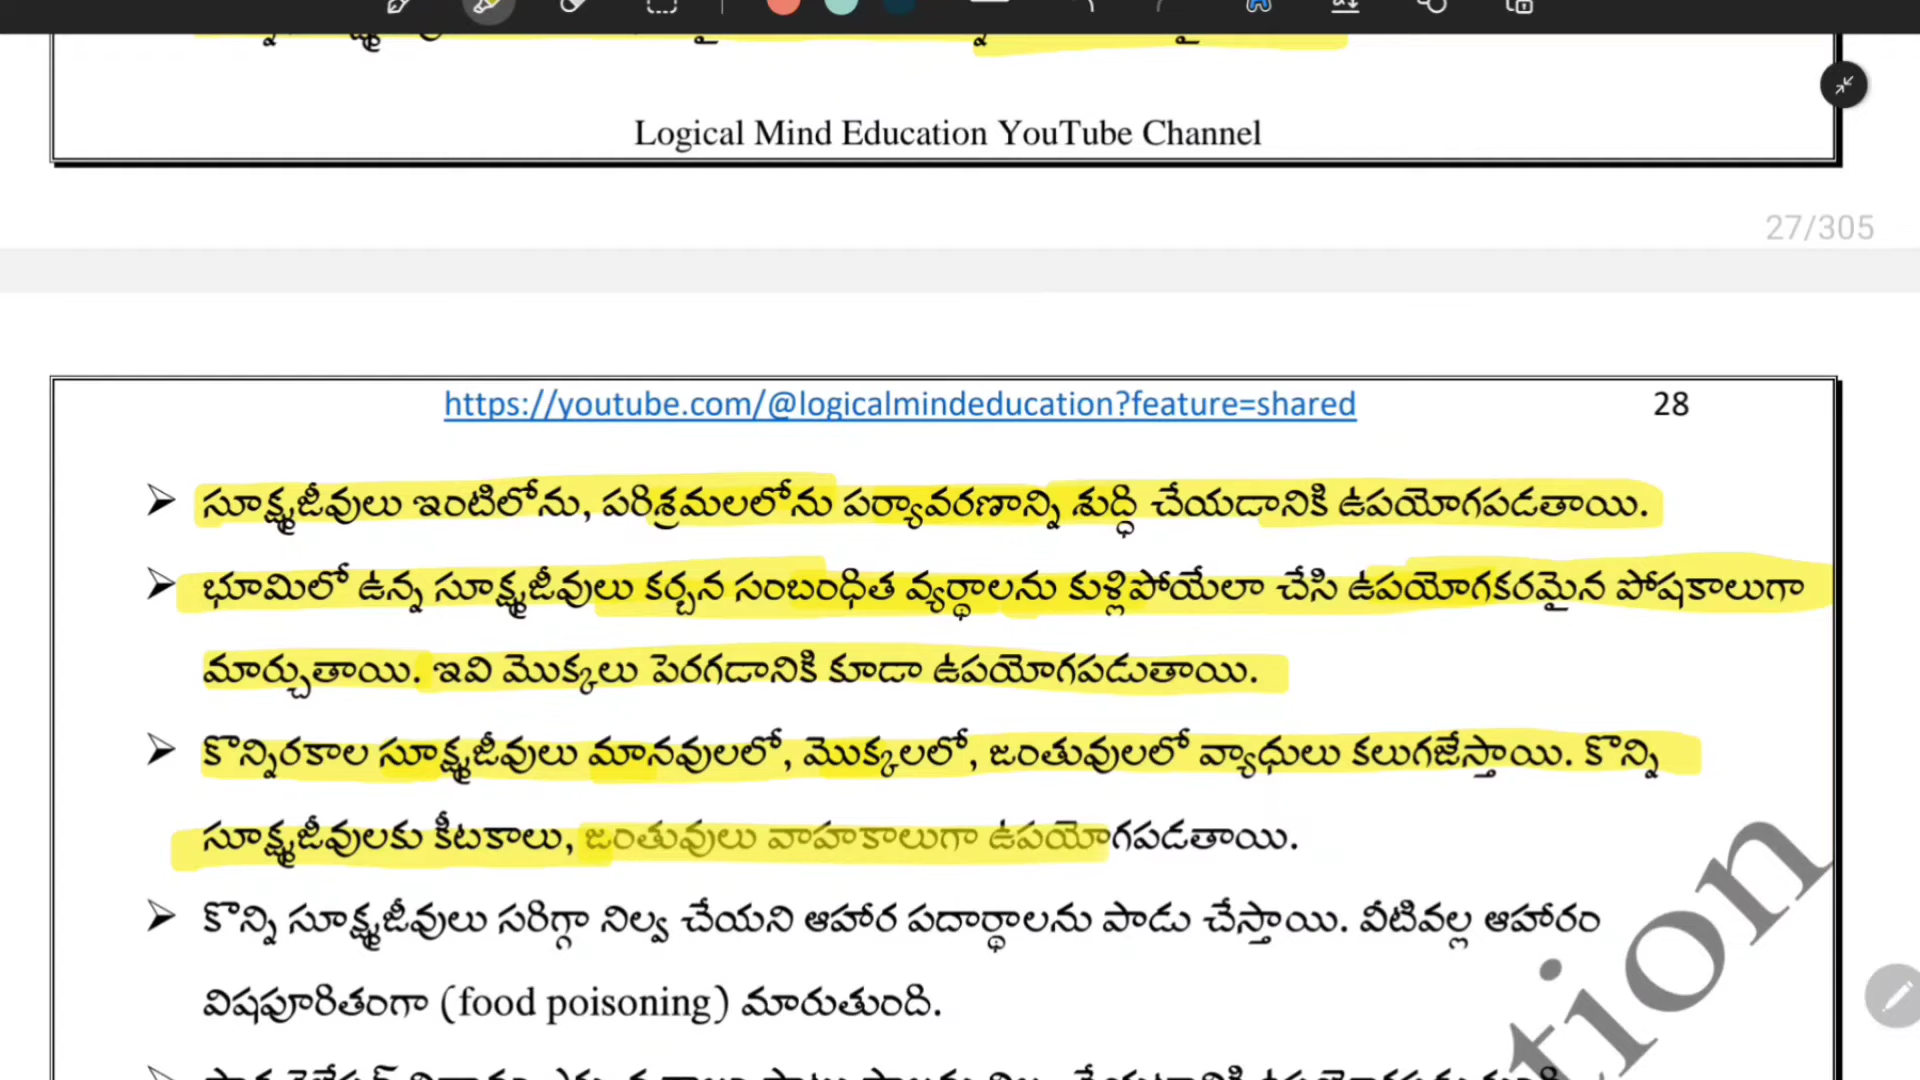 Logical Mind Education YouTube Channel
27/305
https://youtube.com/@logicalmindeducation?feature=shared 28
➤ సూక్ష్మజీవులు ఇంటిలోను, పరిశ్రమలలోను పర్యావరణాన్ని శుద్ధి చేయడానికి ఉపయోగపడతాయి.
➤ భూమిలో ఉన్న సూక్ష్మజీవులు కర్బన సంబంధిత వ్యర్థాలను కుళ్లిపోయేలా చేసి ఉపయోగకరమైన పోషకాలుగా
మార్చుతాయి. ఇవి మొక్కలు పెరగడానికి కూడా ఉపయోగపడుతాయి.
➤ కొన్నిరకాల సూక్ష్మజీవులు మానవులలో, మొక్కలలో, జంతువులలో వ్యాధులు కలుగజేస్తాయి. కొన్ని
సూక్ష్మజీవులకు కీటకాలు, జంతువులు వాహకాలుగా ఉపయోగపడతాయి.
➤ కొన్ని సూక్ష్మజీవులు సరిగ్గా నిల్వ చేయని ఆహార పదార్థాలను పాడు చేస్తాయి. వీటివల్ల ఆహారం
విషపూరితంగా (food poisoning) మారుతుంది.
tion